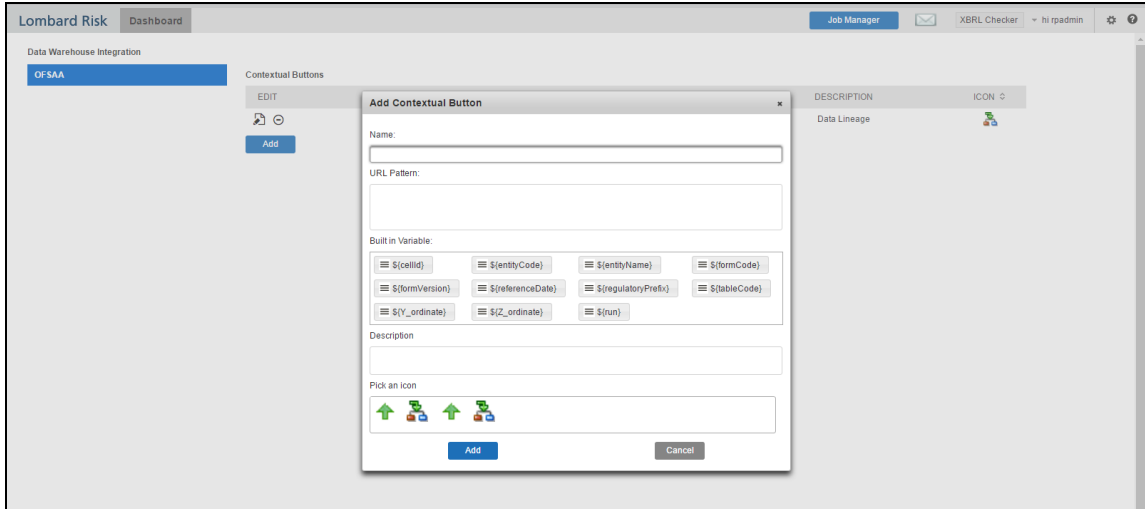 Lombard Risk Dashboard Job Manager XBRL Checker hi rpadmin
Data Warehouse Integration
OFSAA
Contextual Buttons
EDIT DESCRIPTION ICON
Data Lineage
Add
Add Contextual Button ×
Name:
URL Pattern:
Built in Variable:
${cellId} ${entityCode} ${entityName} ${formCode}
${formVersion} ${referenceDate} ${regulatoryPrefix} ${tableCode}
${Y_ordinate} ${Z_ordinate} ${run}
Description
Pick an icon
Add Cancel